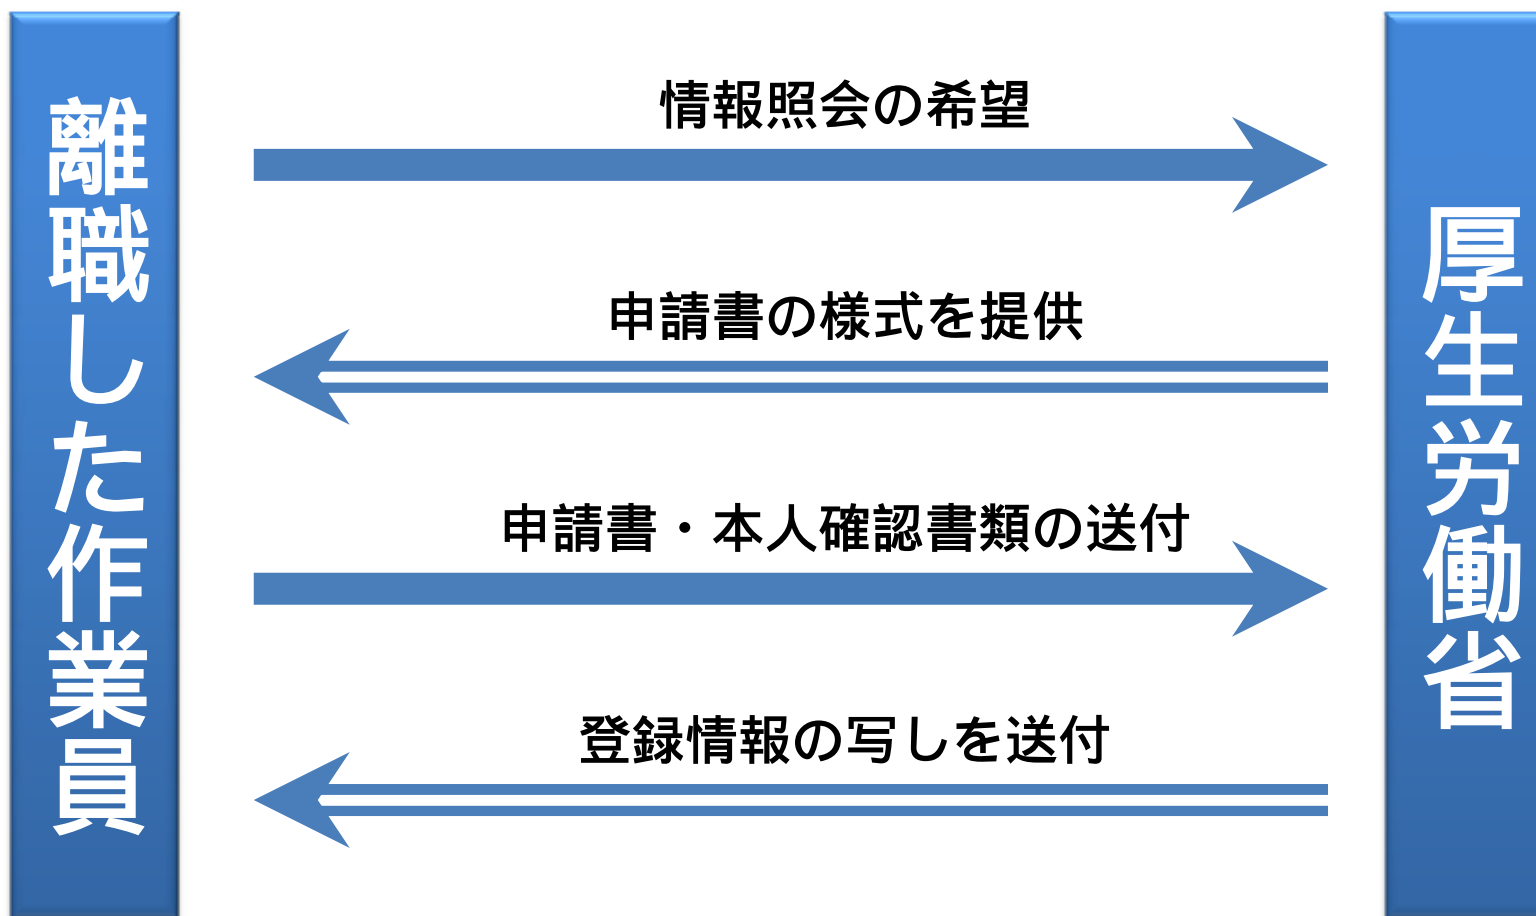 離職した作業員
情報照会の希望
申請書の様式を提供
申請書・本人確認書類の送付
登録情報の写しを送付
厚生労働省